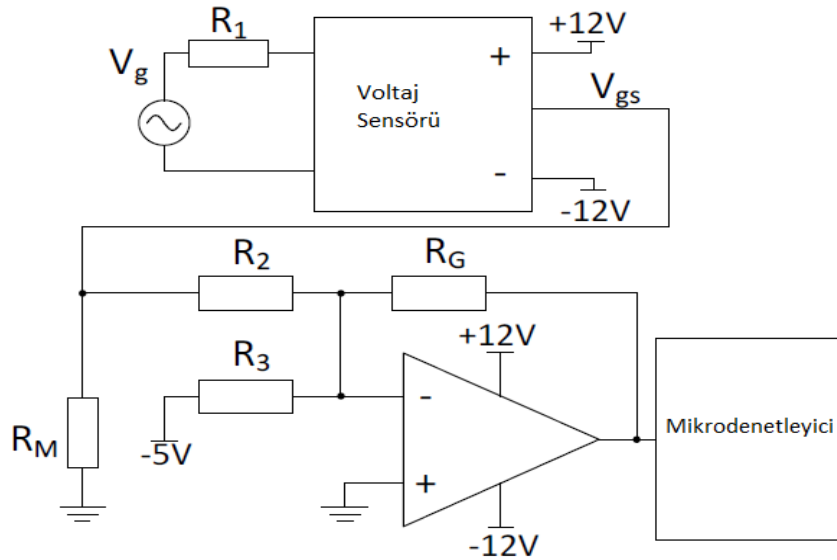 R1
+12V
Vg
+
Vgs
Voltaj
Sensörü
-
-12V
R2
RG
+12V
R3
-
RM
-5V
+
Mikrodenetleyici
-12V